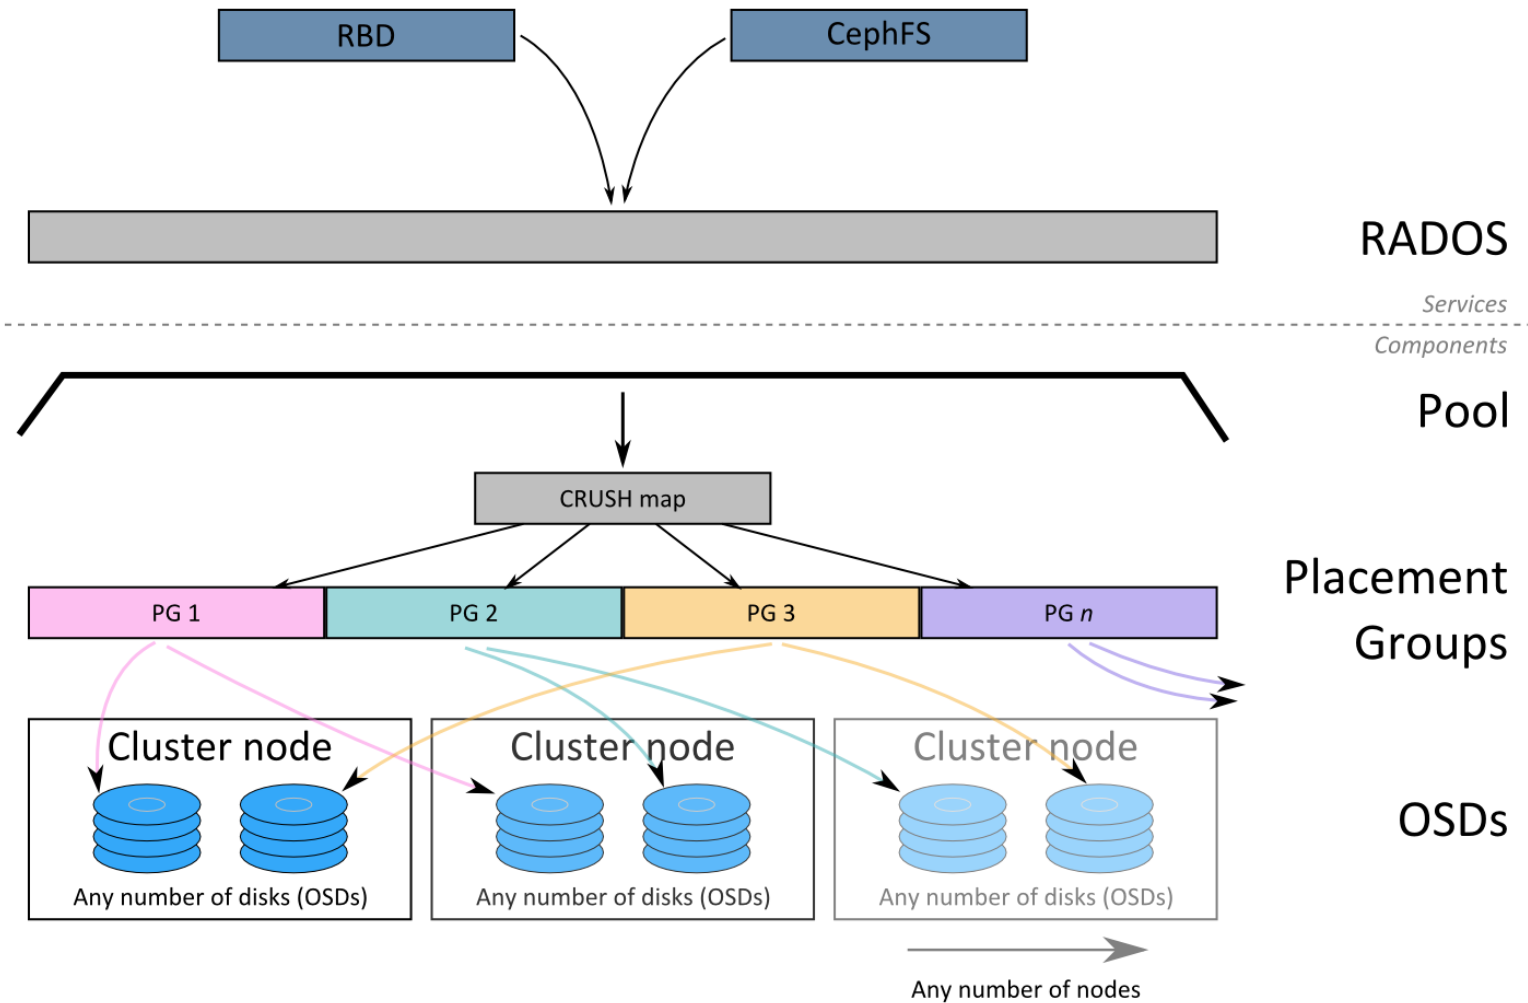 RBD
CephFS
RADOS
Services
Components
Pool
CRUSH map
Placement
Groups
PG 1
PG 2
PG 3
PG n
Cluster node
Cluster node
Cluster node
OSDs
Any number of disks (OSDs)
Any number of disks (OSDs)
Any number of disks (OSDs)
Any number of nodes